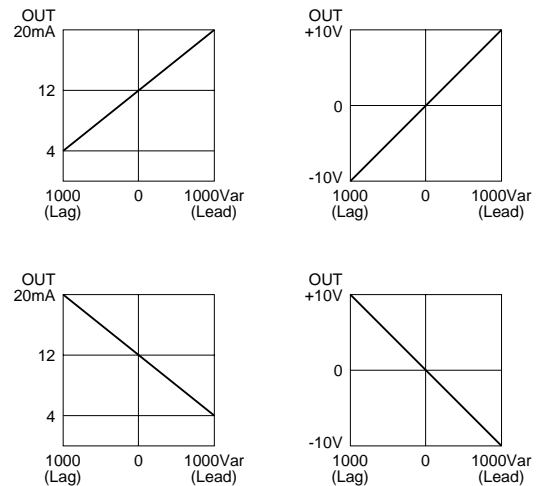 OUT
20mA
12
4
1000 0 1000Var
(Lag) (Lead)
OUT
+10V
0
-10V
1000 0 1000Var
(Lag) (Lead)
OUT
20mA
12
4
1000 0 1000Var
(Lag) (Lead)
OUT
+10V
0
-10V
1000 0 1000Var
(Lag) (Lead)